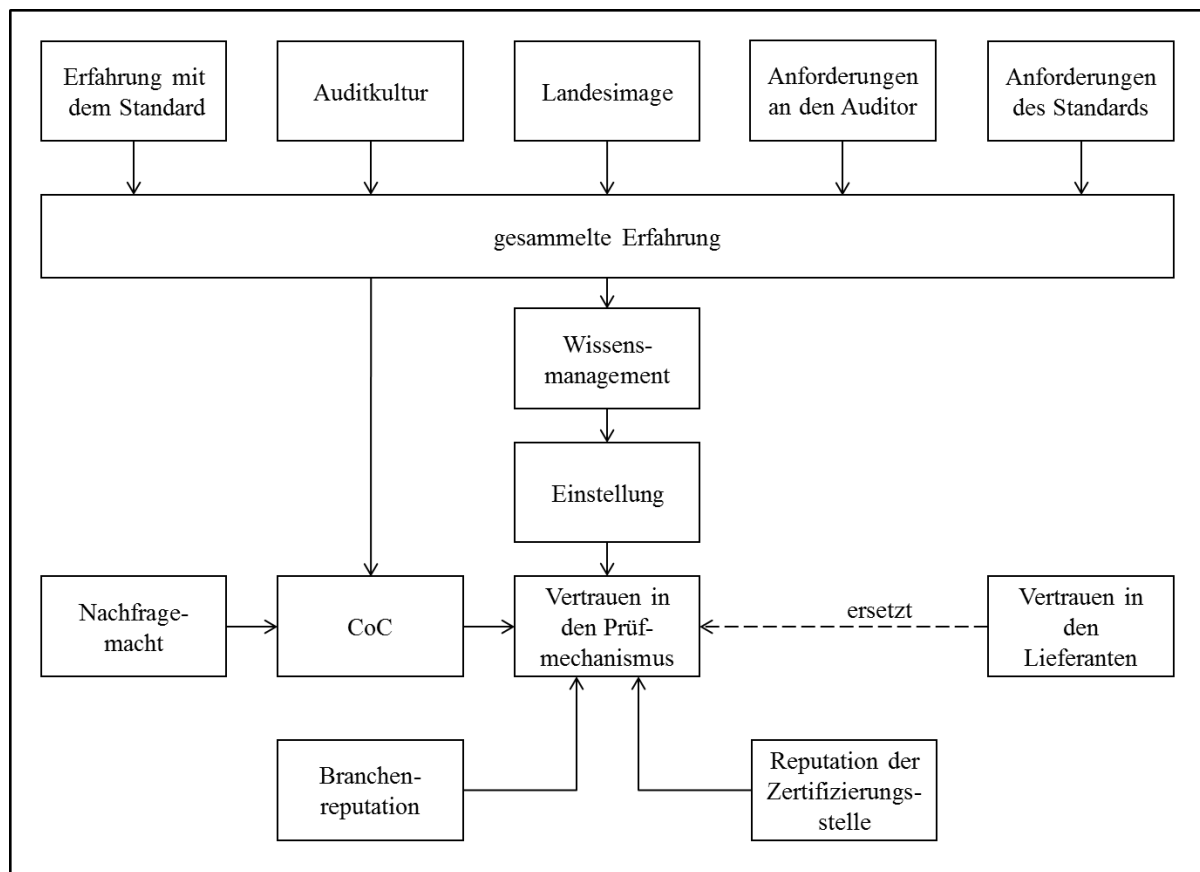 Erfahrung mit
dem Standard
Auditkultur
Landesimage
Anforderungen
an den Auditor
Anforderungen
des Standards
gesammelte Erfahrung
Wissens-
management
Einstellung
Nachfrage-
macht
CoC
Vertrauen in
den Prüf-
mechanismus
ersetzt
Vertrauen in
den
Lieferanten
Branchen-
reputation
Reputation der
Zertifizierungs-
stelle